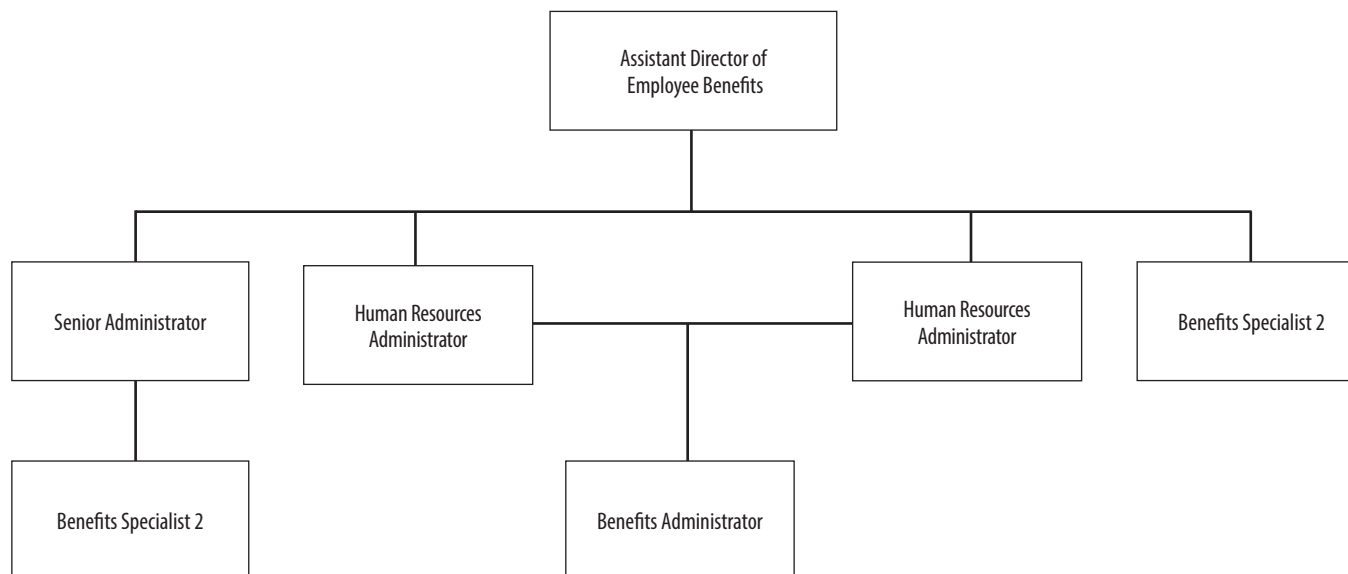 Assistant Director of
Employee Benefits
Senior Administrator
Human Resources
Administrator
Human Resources
Administrator
Benefits Specialist 2
Benefits Specialist 2
Benefits Administrator